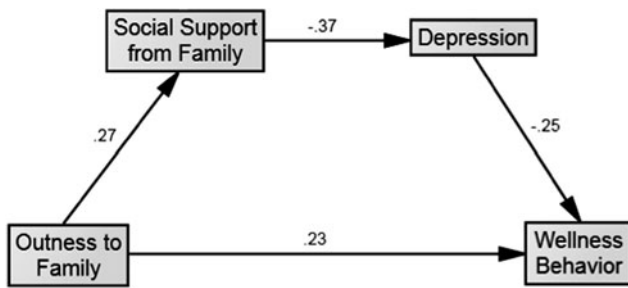 Social Support
from Family
-.37
Depression
.27
-.25
Outness to
Family
.23
Wellness
Behavior